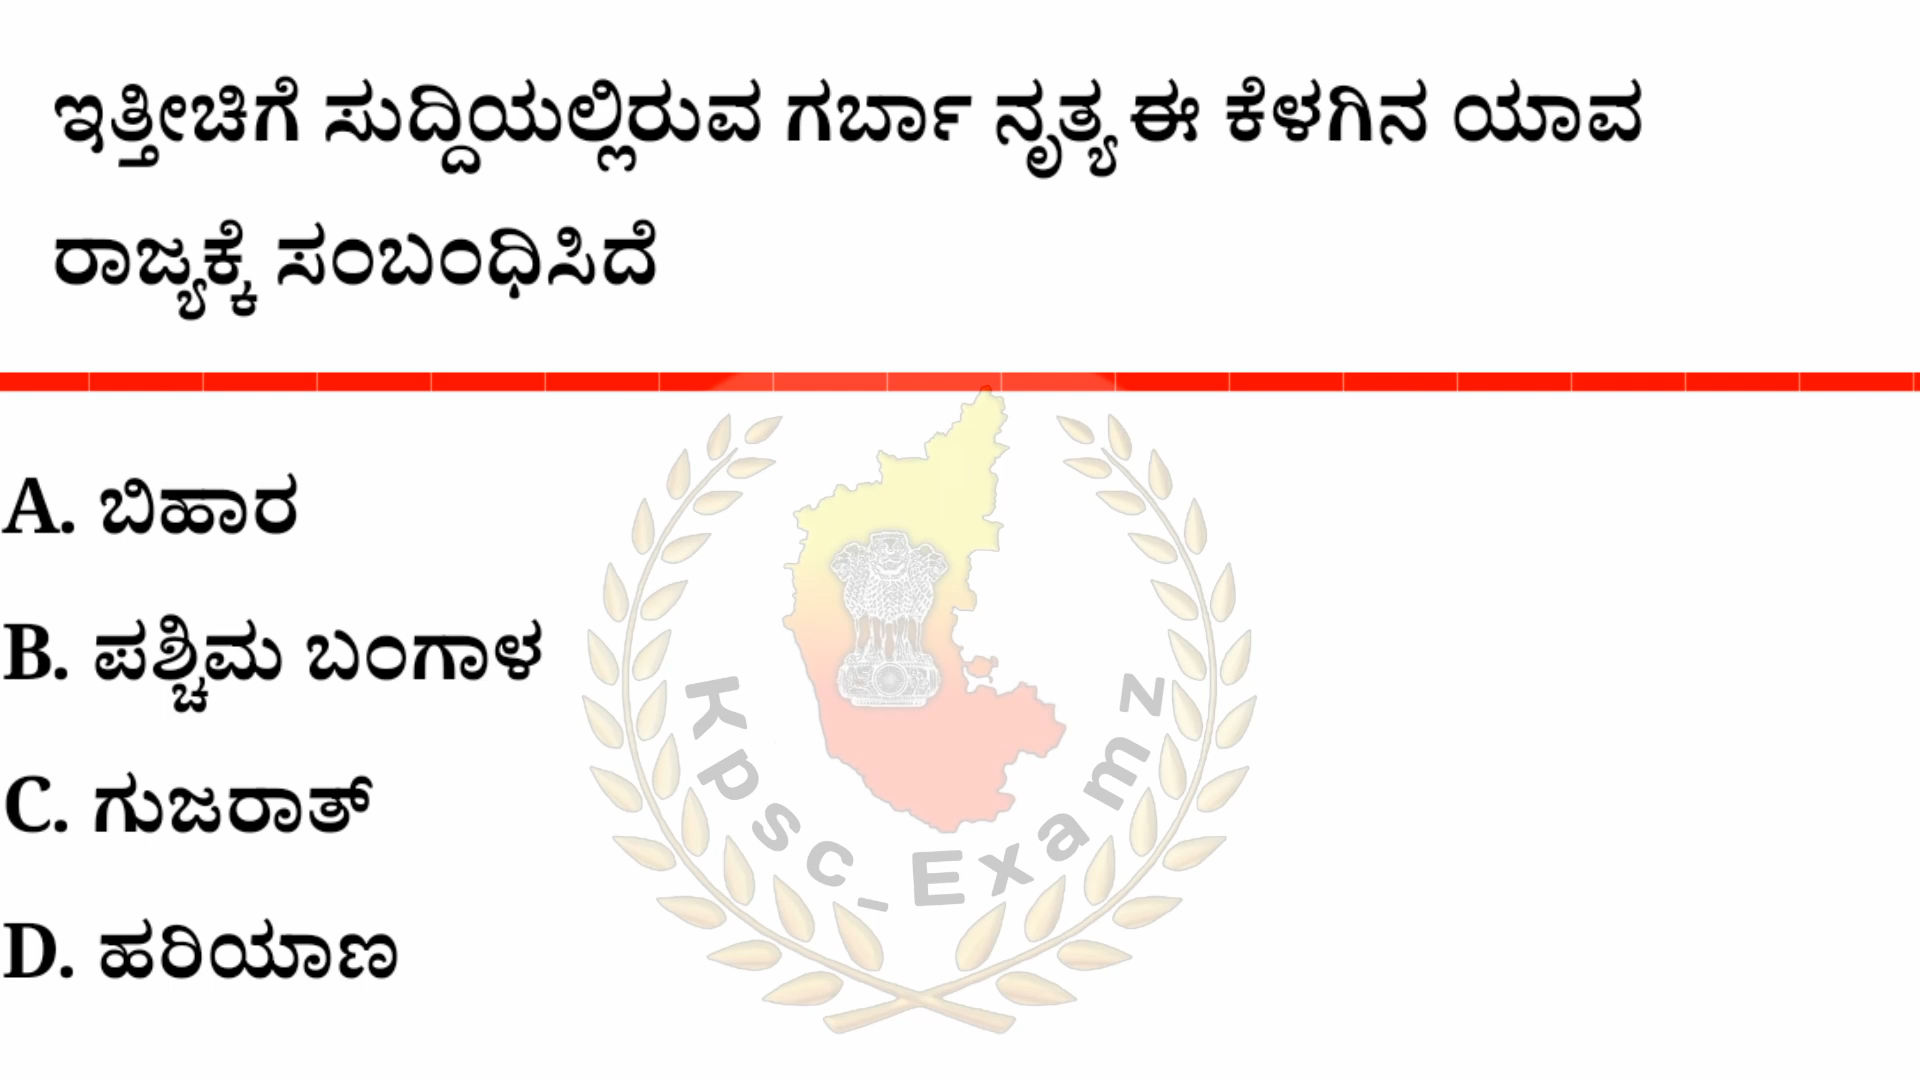 ಇತ್ತೀಚಿಗೆ ಸುದ್ದಿಯಲ್ಲಿರುವ ಗರ್ಬಾ ನೃತ್ಯ ಈ ಕೆಳಗಿನ ಯಾವ
ರಾಜ್ಯಕ್ಕೆ ಸಂಬಂಧಿಸಿದೆ
A. ಬಿಹಾರ
B. ಪಶ್ಚಿಮ ಬಂಗಾಳ
C. ಗುಜರಾತ್
D. ಹರಿಯಾಣ
Kpsc_Examz